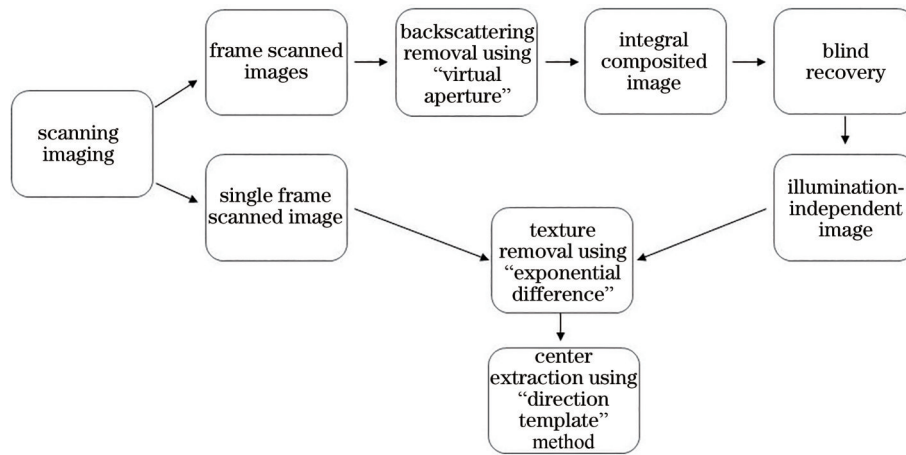 scanning
imaging
frame scanned
images
backscattering
removal using
“virtual
aperture”
integral
composited
image
blind
recovery
single frame
scanned image
illumination-
independent
image
texture
removal using
“exponential
difference”
center
extraction using
“direction
template”
method